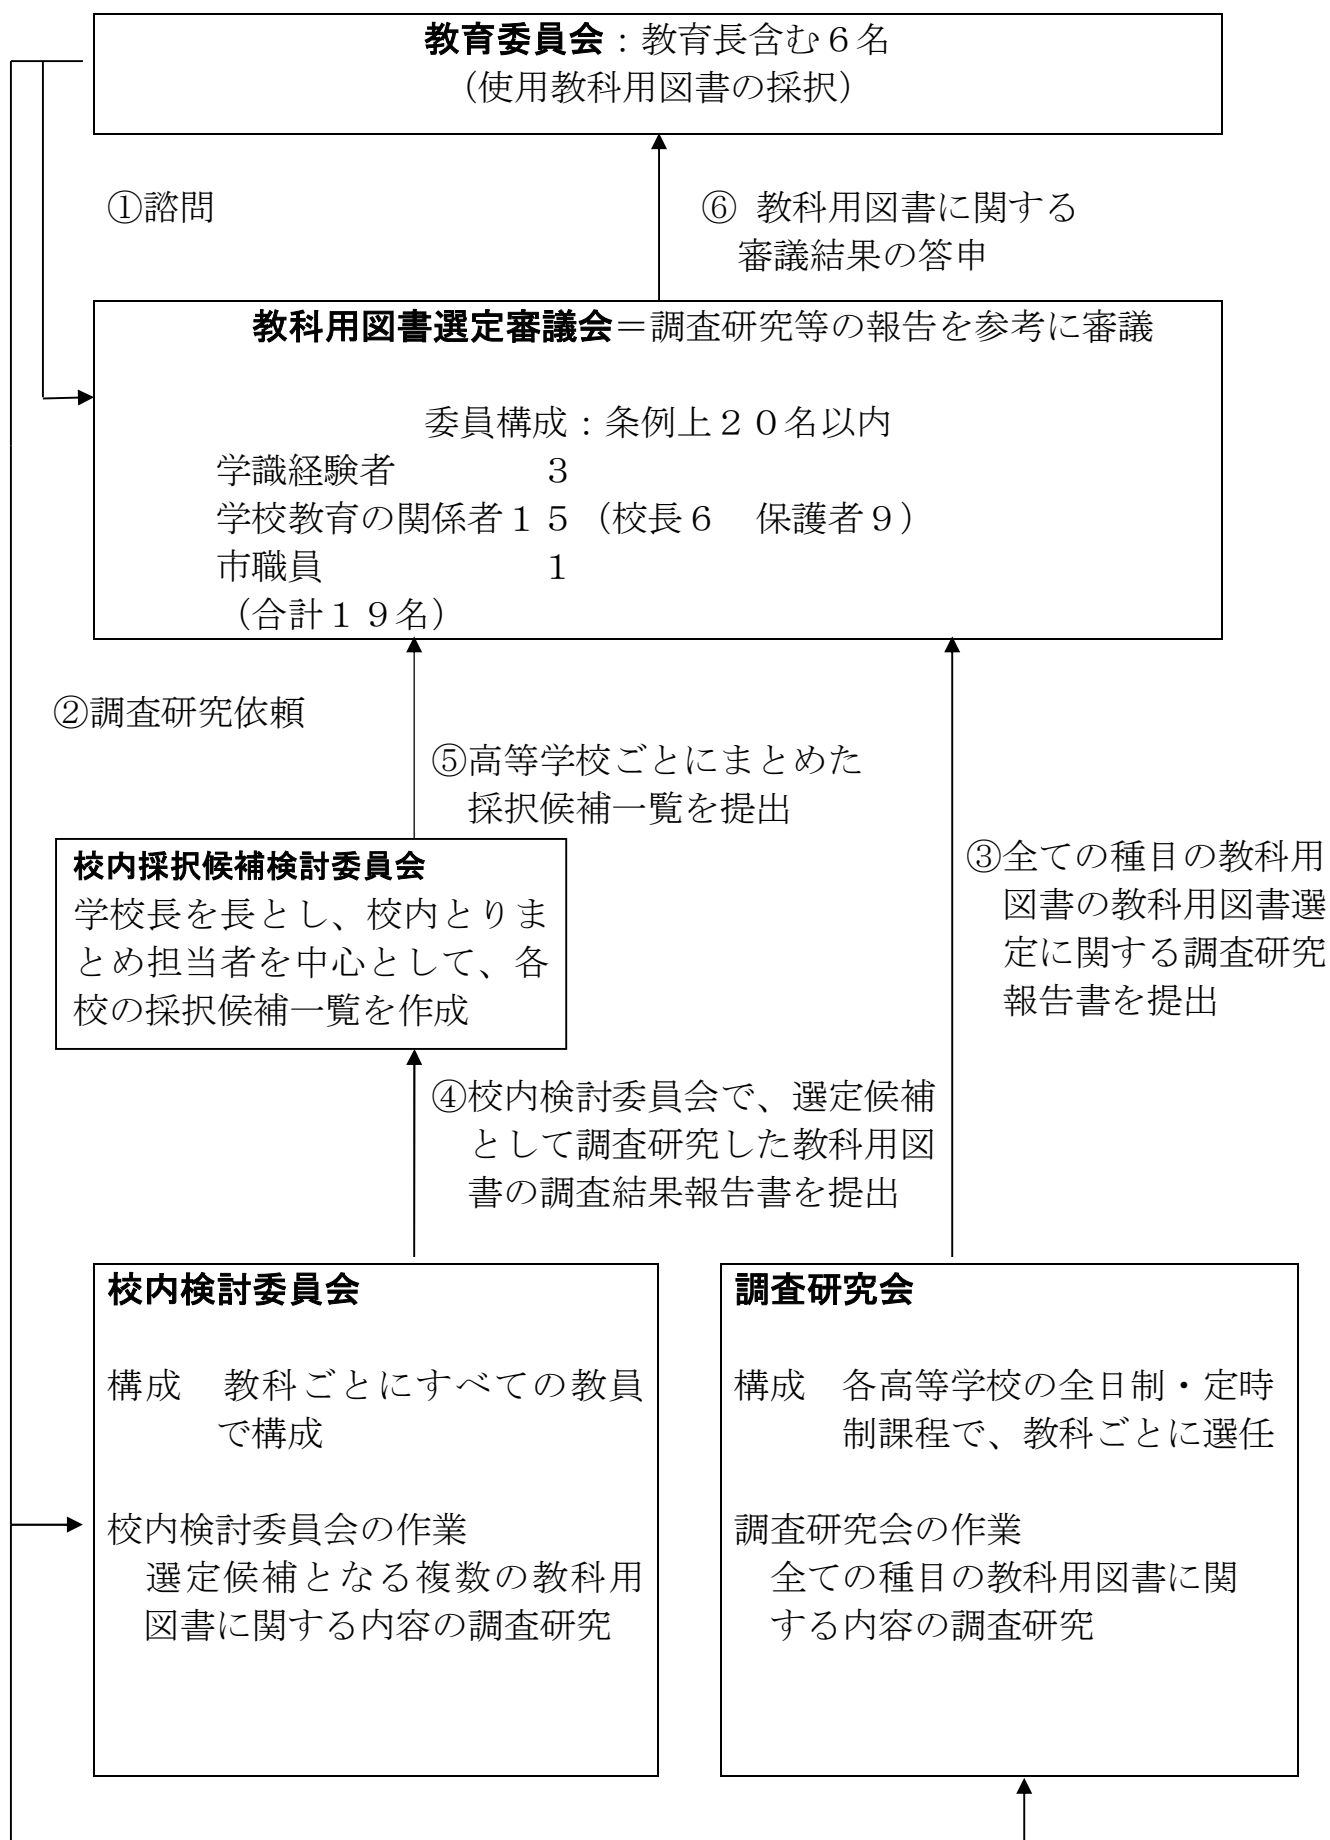 教育委員会：教育長含む６名
（使用教科用図書の採択）
①諮問
⑥ 教科用図書に関する
審議結果の答申
教科用図書選定審議会＝調査研究等の報告を参考に審議
委員構成：条例上２０名以内
学識経験者　３
学校教育の関係者１５（校長６　保護者９）
市職員　１
（合計１９名）
②調査研究依頼
⑤高等学校ごとにまとめた
採択候補一覧を提出
校内採択候補検討委員会
学校長を長とし、校内とりま
とめ担当者を中心として、各
校の採択候補一覧を作成
③全ての種目の教科用
図書の教科用図書選
定に関する調査研究
報告書を提出
④校内検討委員会で、選定候補
として調査研究した教科用図
書の調査結果報告書を提出
校内検討委員会
構成　教科ごとにすべての教員
で構成
校内検討委員会の作業
選定候補となる複数の教科用
図書に関する内容の調査研究
調査研究会
構成　各高等学校の全日制・定時
制課程で、教科ごとに選任
調査研究会の作業
全ての種目の教科用図書に関
する内容の調査研究